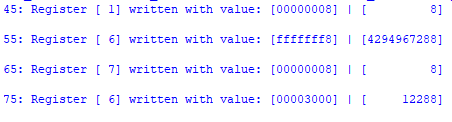 45: Register [ 1] written with value: [00000008] | [         8]
55: Register [ 6] written with value: [fffffff8] | [4294967288]
65: Register [ 7] written with value: [00000008] | [         8]
75: Register [ 6] written with value: [00003000] | [     12288]